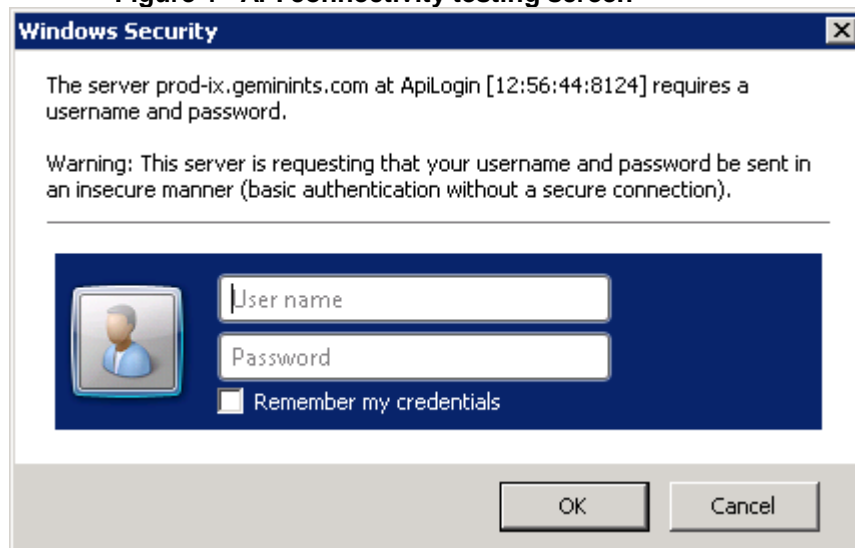 Windows Security
The server prod-ix.geminints.com at ApiLogin [12:56:44:8124] requires a
username and password.
Warning: This server is requesting that your username and password be sent in
an insecure manner (basic authentication without a secure connection).
User name
Password
Remember my credentials
OK
Cancel